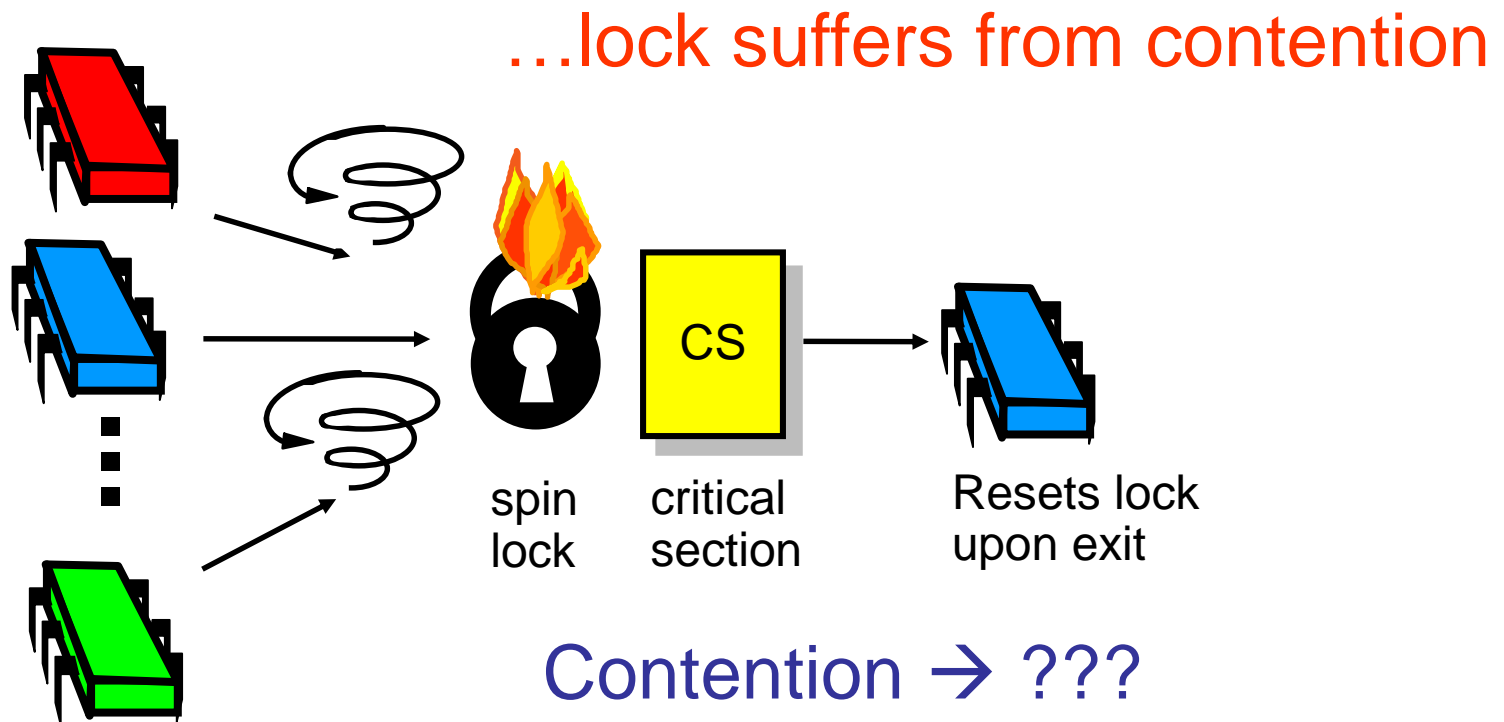 …lock suffers from contention
CS
spin
lock
critical
section
Resets lock
upon exit
Contention → ???